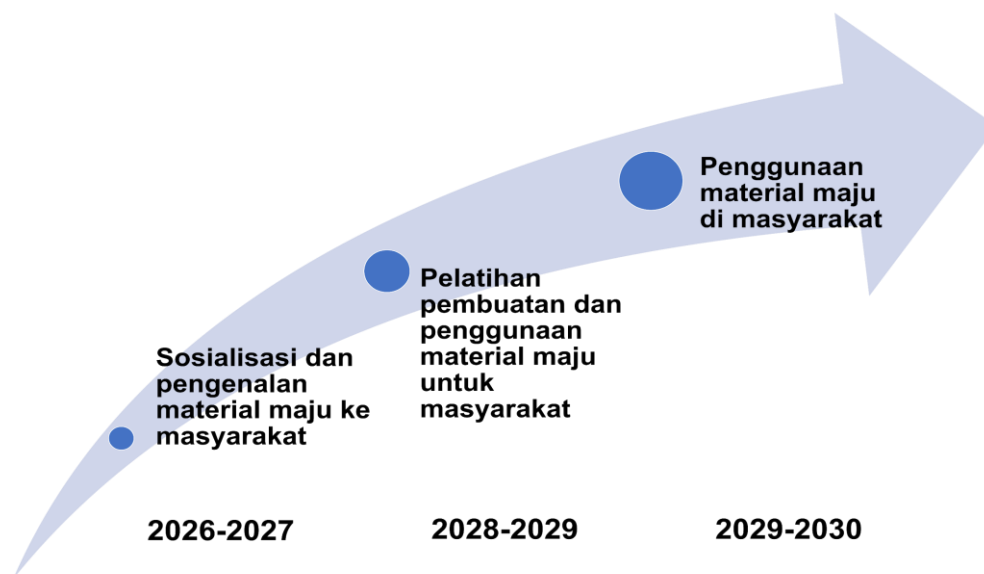 Sosialisasi dan
pengenalan
material maju ke
masyarakat
Pelatihan
pembuatan dan
penggunaan
material maju
untuk
masyarakat
Penggunaan
material maju
di masyarakat
2026-2027
2028-2029
2029-2030